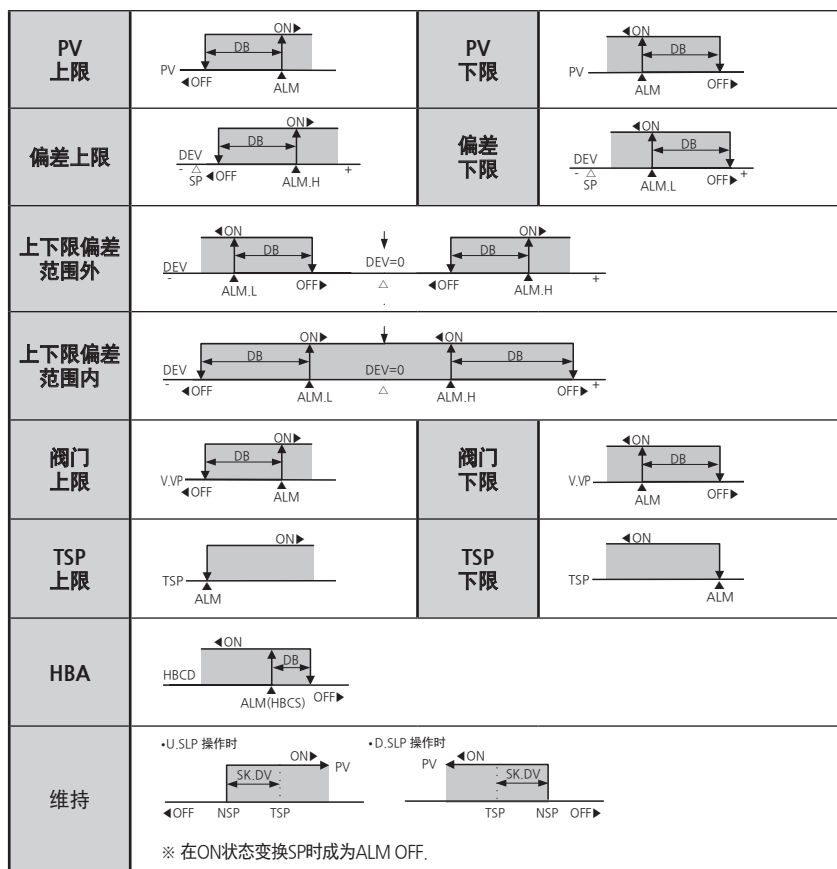 PV
上限
ON▶
DB
PV
◀OFF
ALM
PV
下限
◀ON
DB
PV
ALM
OFF▶
偏差上限
ON▶
DB
DEV
-
△
SP
◀OFF
ALM.H
+
偏差
下限
◀ON
DB
DEV
-
△
SP
ALM.L
OFF▶
+
上下限偏差
范围外
◀ON
DB
DEV
-
ALM.L
OFF▶
DEV=0
△
.
ON▶
DB
◀OFF
ALM.H
+
上下限偏差
范围内
ON▶
◀ON
DB
DB
DEV
DEV=0
-
◀OFF
ALM.L
△
ALM.H
OFF▶
+
阀门
上限
ON▶
DB
V.VP
◀OFF
ALM
阀门
下限
◀ON
DB
V.VP
ALM
OFF▶
TSP
上限
ON▶
TSP
ALM
TSP
下限
◀ON
TSP
ALM
HBA
◀ON
DB
HBCD
ALM(HBCS)
OFF▶
维持
•U.SLP 操作时
ON▶
PV
SK.DV
◀OFF NSP TSP
•D.SLP 操作时
PV
◀ON
SK.DV
TSP NSP OFF▶
※ 在ON状态变换SP时成为ALM OFF.